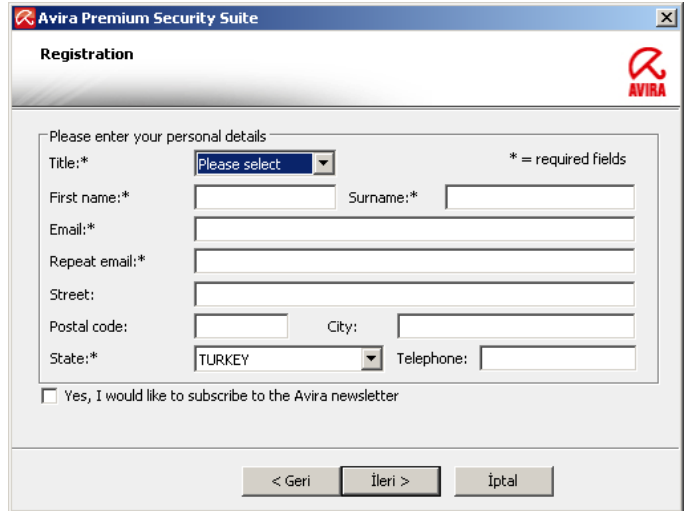 Avira Premium Security Suite
Registration
AVIRA
Please enter your personal details
Title:* Please select * = required fields
First name:* Surname:*
Email:*
Repeat email:*
Street:
Postal code: City:
State:* TURKEY Telephone:
Yes, I would like to subscribe to the Avira newsletter
< Geri İleri > İptal